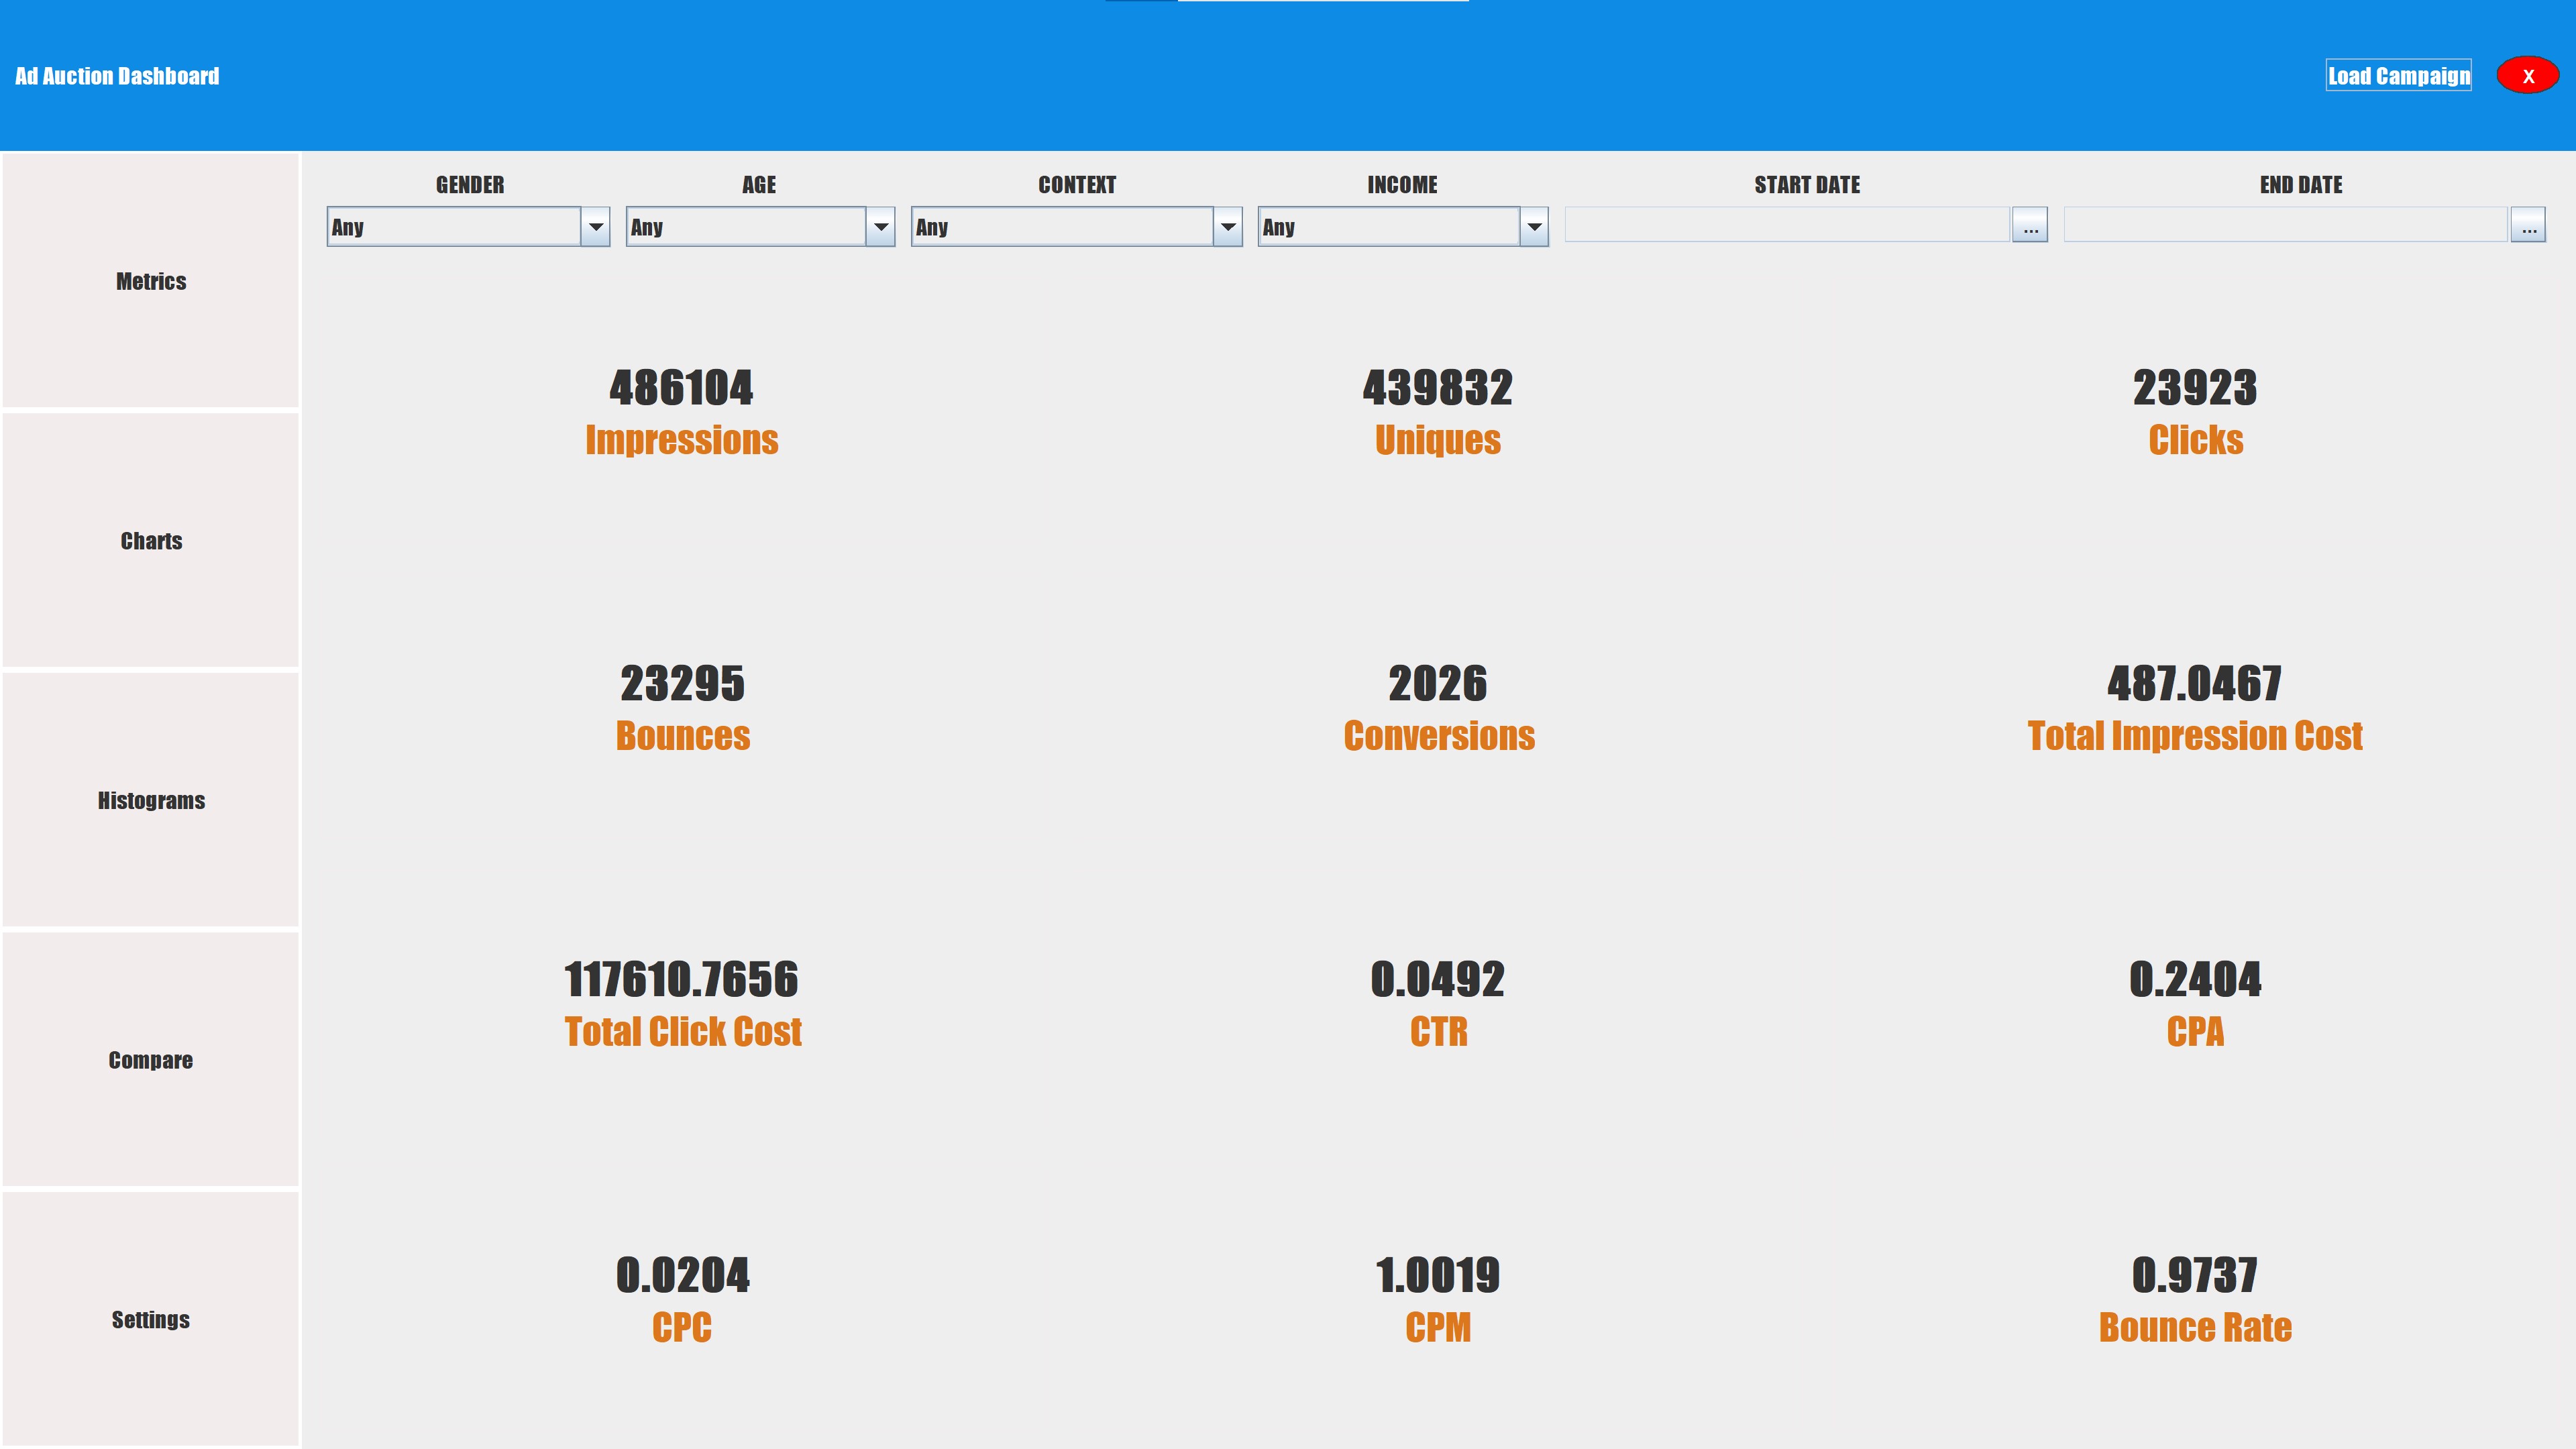 Ad Auction Dashboard
Load Campaign
X
Metrics
Charts
Histograms
Compare
Settings
GENDER
AGE
CONTEXT
INCOME
START DATE
END DATE
Any
Any
Any
Any
...
...
486104
Impressions
439832
Uniques
23923
Clicks
23295
Bounces
2026
Conversions
487.0467
Total Impression Cost
117610.7656
Total Click Cost
0.0492
CTR
0.2404
CPA
0.0204
CPC
1.0019
CPM
0.9737
Bounce Rate